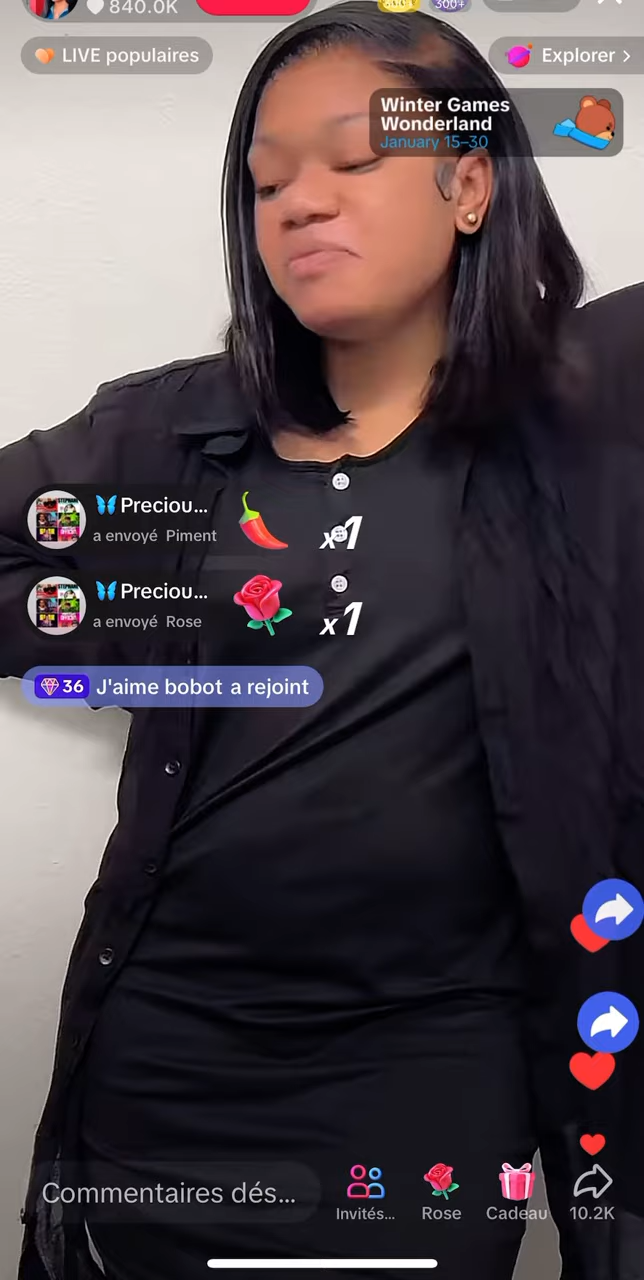 840.0K
300+
LIVE populaires
Explorer >
Winter Games
Wonderland
January 15–30
Preciou...
a envoyé Piment
x1
Preciou...
a envoyé Rose
x1
36 J'aime bobot a rejoint
Commentaires dés...
Invités...
Rose
Cadeau
10.2K